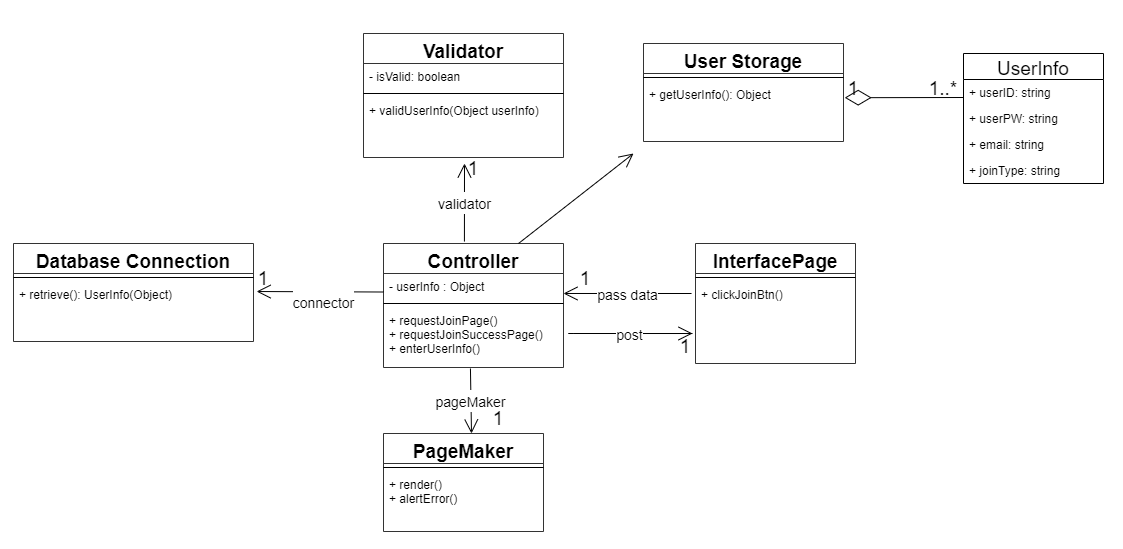 Validator
- isValid: boolean
+ validUserInfo(Object userInfo)
User Storage
+ getUserInfo(): Object
1
1..*
UserInfo
+ userID: string
+ userPW: string
+ email: string
+ joinType: string
1
validator
Database Connection
+ retrieve(): UserInfo(Object)
1
connector
Controller
- userInfo : Object
+ requestJoinPage()
+ requestJoinSuccessPage()
+ enterUserInfo()
1
pass data
post
1
InterfacePage
+ clickJoinBtn()
pageMaker
1
PageMaker
+ render()
+ alertError()